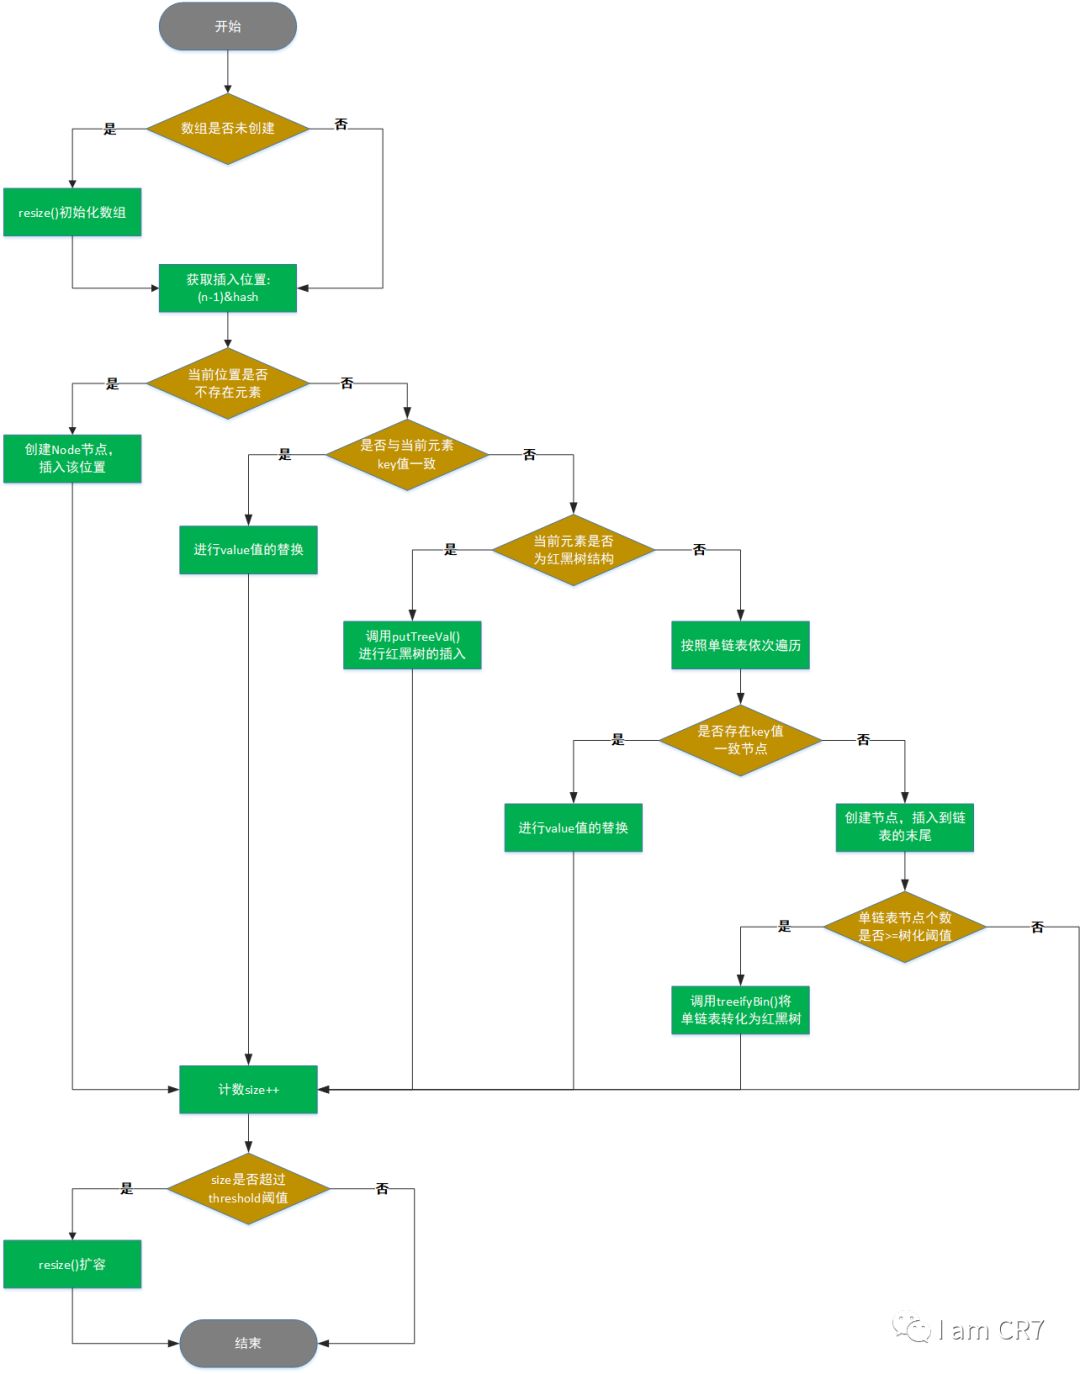 开始
数组是否未创建
是
否
resize()初始化数组
获取插入位置:
(n-1)&hash
当前位置是否
不存在元素
是
否
创建Node节点，
插入该位置
是否与当前元素
key值一致
是
否
进行value值的替换
当前元素是否
为红黑树结构
是
否
调用putTreeVal()
进行红黑树的插入
按照单链表依次遍历
是否存在key值
一致节点
是
否
进行value值的替换
创建节点，插入到链
表的末尾
单链表节点个数
是否>=树化阈值
是
否
调用treeifyBin()将
单链表转化为红黑树
计数size++
size是否超过
threshold阈值
是
否
resize()扩容
结束
I am CR7